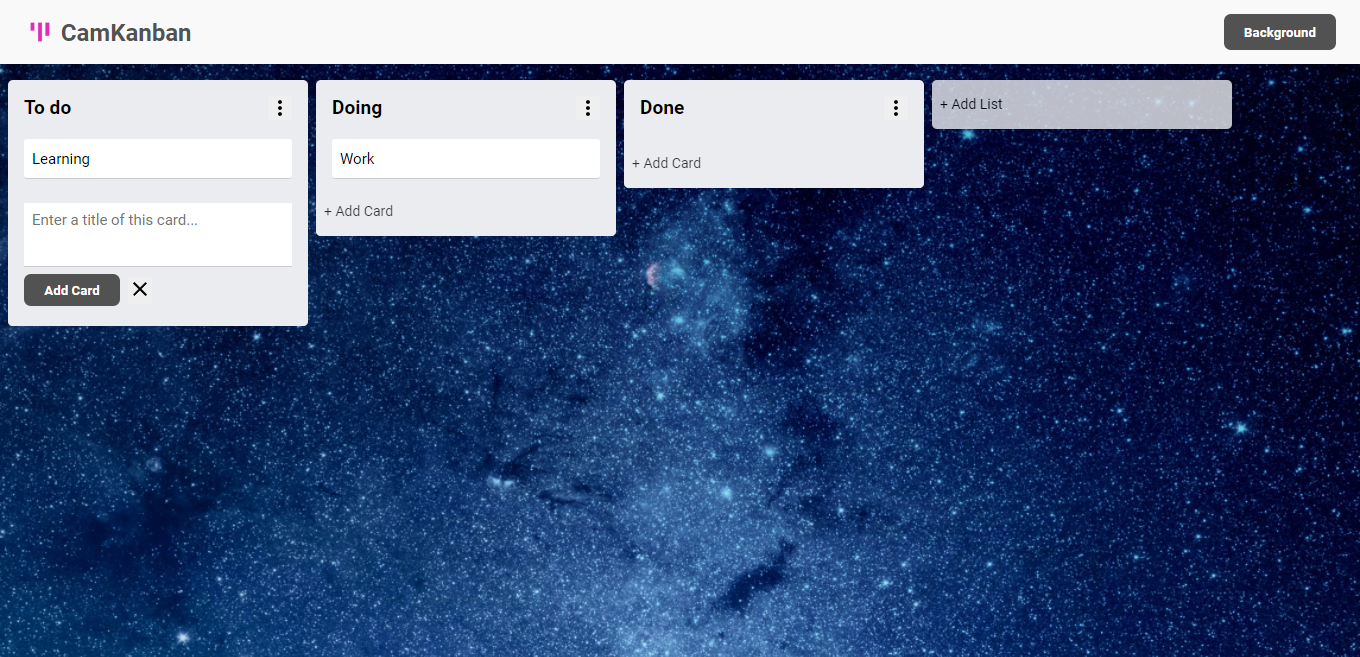 CamKanban
Background
To do
Learning
Enter a title of this card...
Add Card
Doing
Work
+ Add Card
Done
+ Add Card
+ Add List